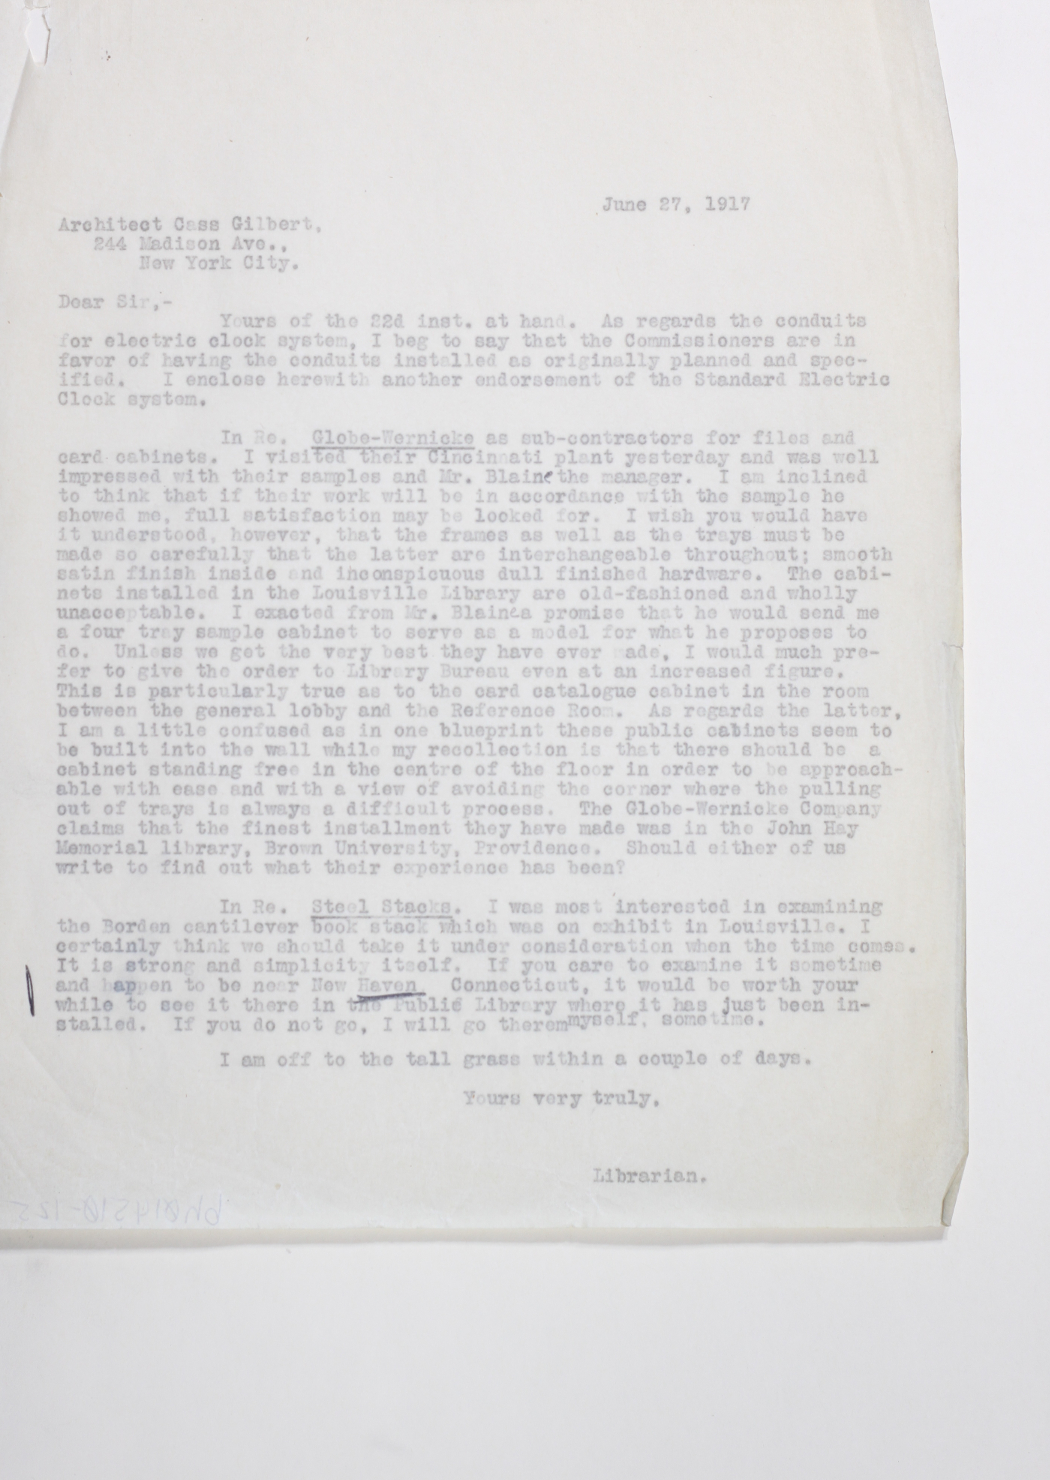 June 27, 1917
Architect Cass Gilbert,
244 Madison Ave.,
New York City.
Dear Sir,-
Yours of the 22d inst. at hand. As regards the conduits
for electric clock system, I beg to say that the Commissioners are in
favor of having the conduits installed as originally planned and spec-
ified. I enclose herewith another endorsement of the Standard Electric
Clock system.
In Re. Globe-Wernicke as sub-contractors for files and
card cabinets. I visited their Cincinnati plant yesterday and was well
impressed with their samples and Mr. Blaine the manager. I am inclined
to think that if their work will be in accordance with the sample he
showed me, full satisfaction may be looked for. I wish you would have
it understood, however, that the frames as well as the trays must be
made so carefully that the latter are interchangeable throughout; smooth
satin finish inside and inconspicuous dull finished hardware. The cabi-
nets installed in the Louisville Library are old-fashioned and wholly
unacceptable. I exacted from Mr. Blaine a promise that he would send me
a four tray sample cabinet to serve as a model for what he proposes to
do. Unless we get the very best they have ever made, I would much pre-
fer to give the order to Library Bureau even at an increased figure.
This is particularly true as to the card catalogue cabinet in the room
between the general lobby and the Reference Room. As regards the latter,
I am a little confused as in one blueprint these public cabinets seem to
be built into the wall while my recollection is that there should be a
cabinet standing free in the centre of the floor in order to be approach-
able with ease and with a view of avoiding the corner where the pulling
out of trays is always a difficult process. The Globe-Wernicke Company
claims that the finest installment they have made was in the John Hay
Memorial library, Brown University, Providence. Should either of us
write to find out what their experience has been?
In Re. Steel Stacks. I was most interested in examining
the Borden cantilever book stack which was on exhibit in Louisville. I
certainly think we should take it under consideration when the time comes.
It is strong and simplicity itself. If you care to examine it sometime
and happen to be near New Haven Connecticut, it would be worth your
while to see it there in the Public Library where it has just been in-
stalled. If you do not go, I will go theremmyself, sometime.
I am off to the tall grass within a couple of days.
Yours very truly,
Librarian.